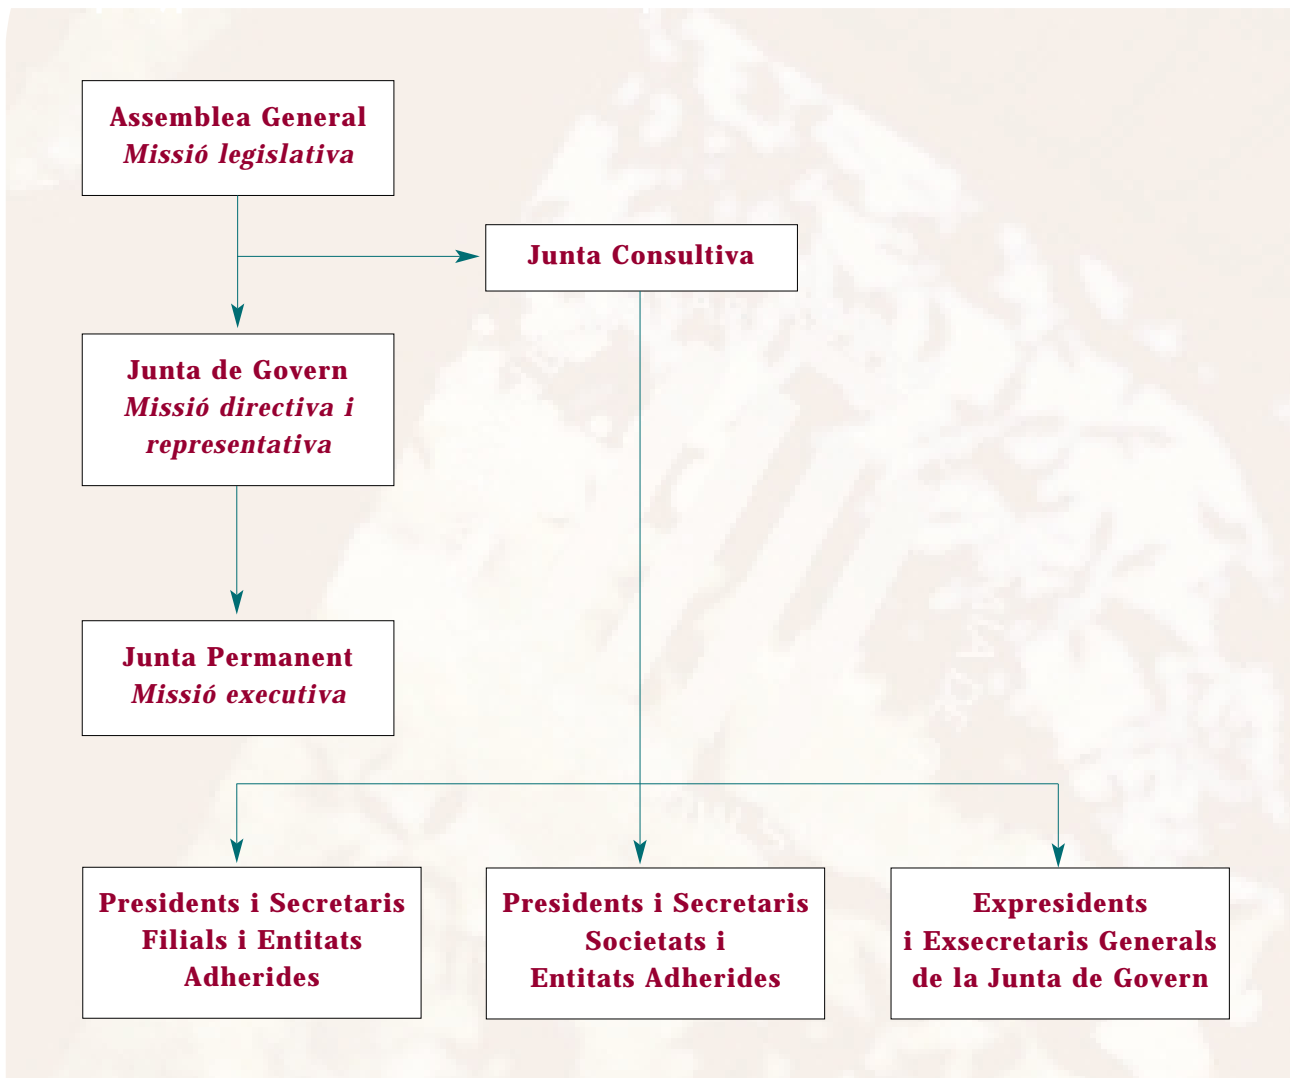 Assemblea General
Missió legislativa
Junta Consultiva
Junta de Govern
Missió directiva i
representativa
Junta Permanent
Missió executiva
Presidents i Secretaris
Filials i Entitats
Adherides
Presidents i Secretaris
Societats i
Entitats Adherides
Expresidents
i Exsecretaris Generals
de la Junta de Govern